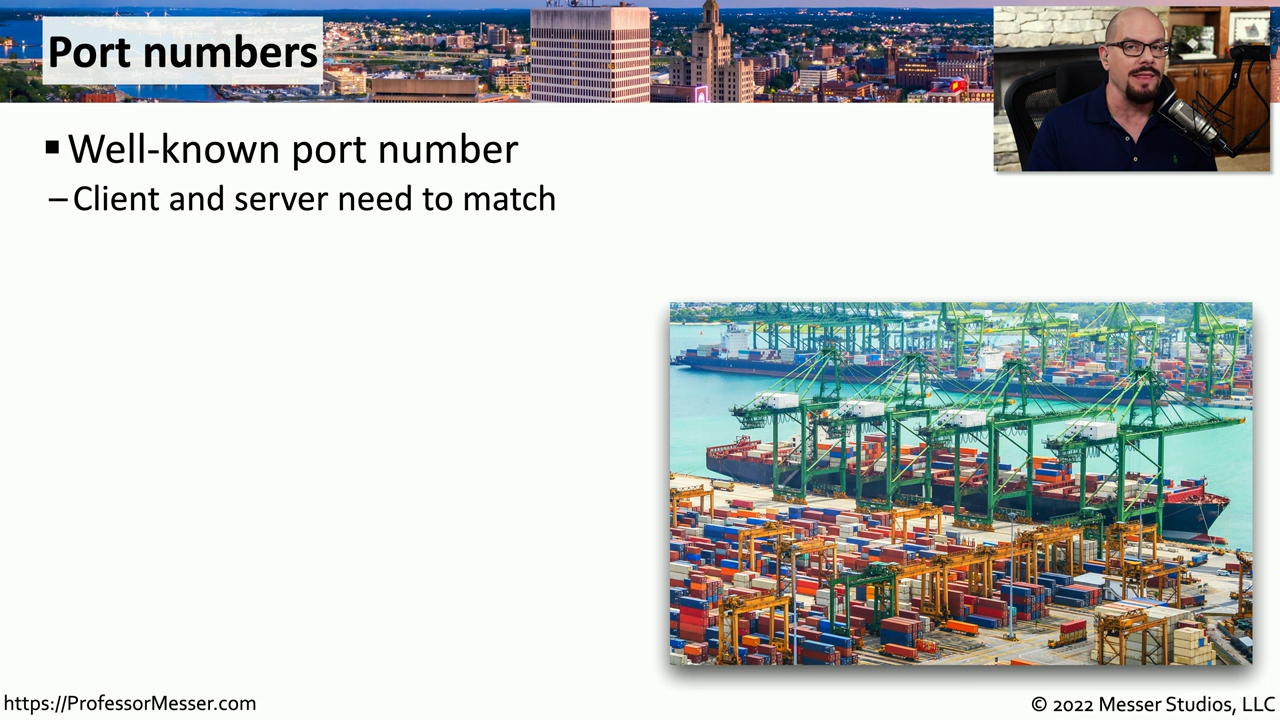 Port numbers
▪ Well-known port number
– Client and server need to match
https://ProfessorMesser.com
© 2022 Messer Studios, LLC